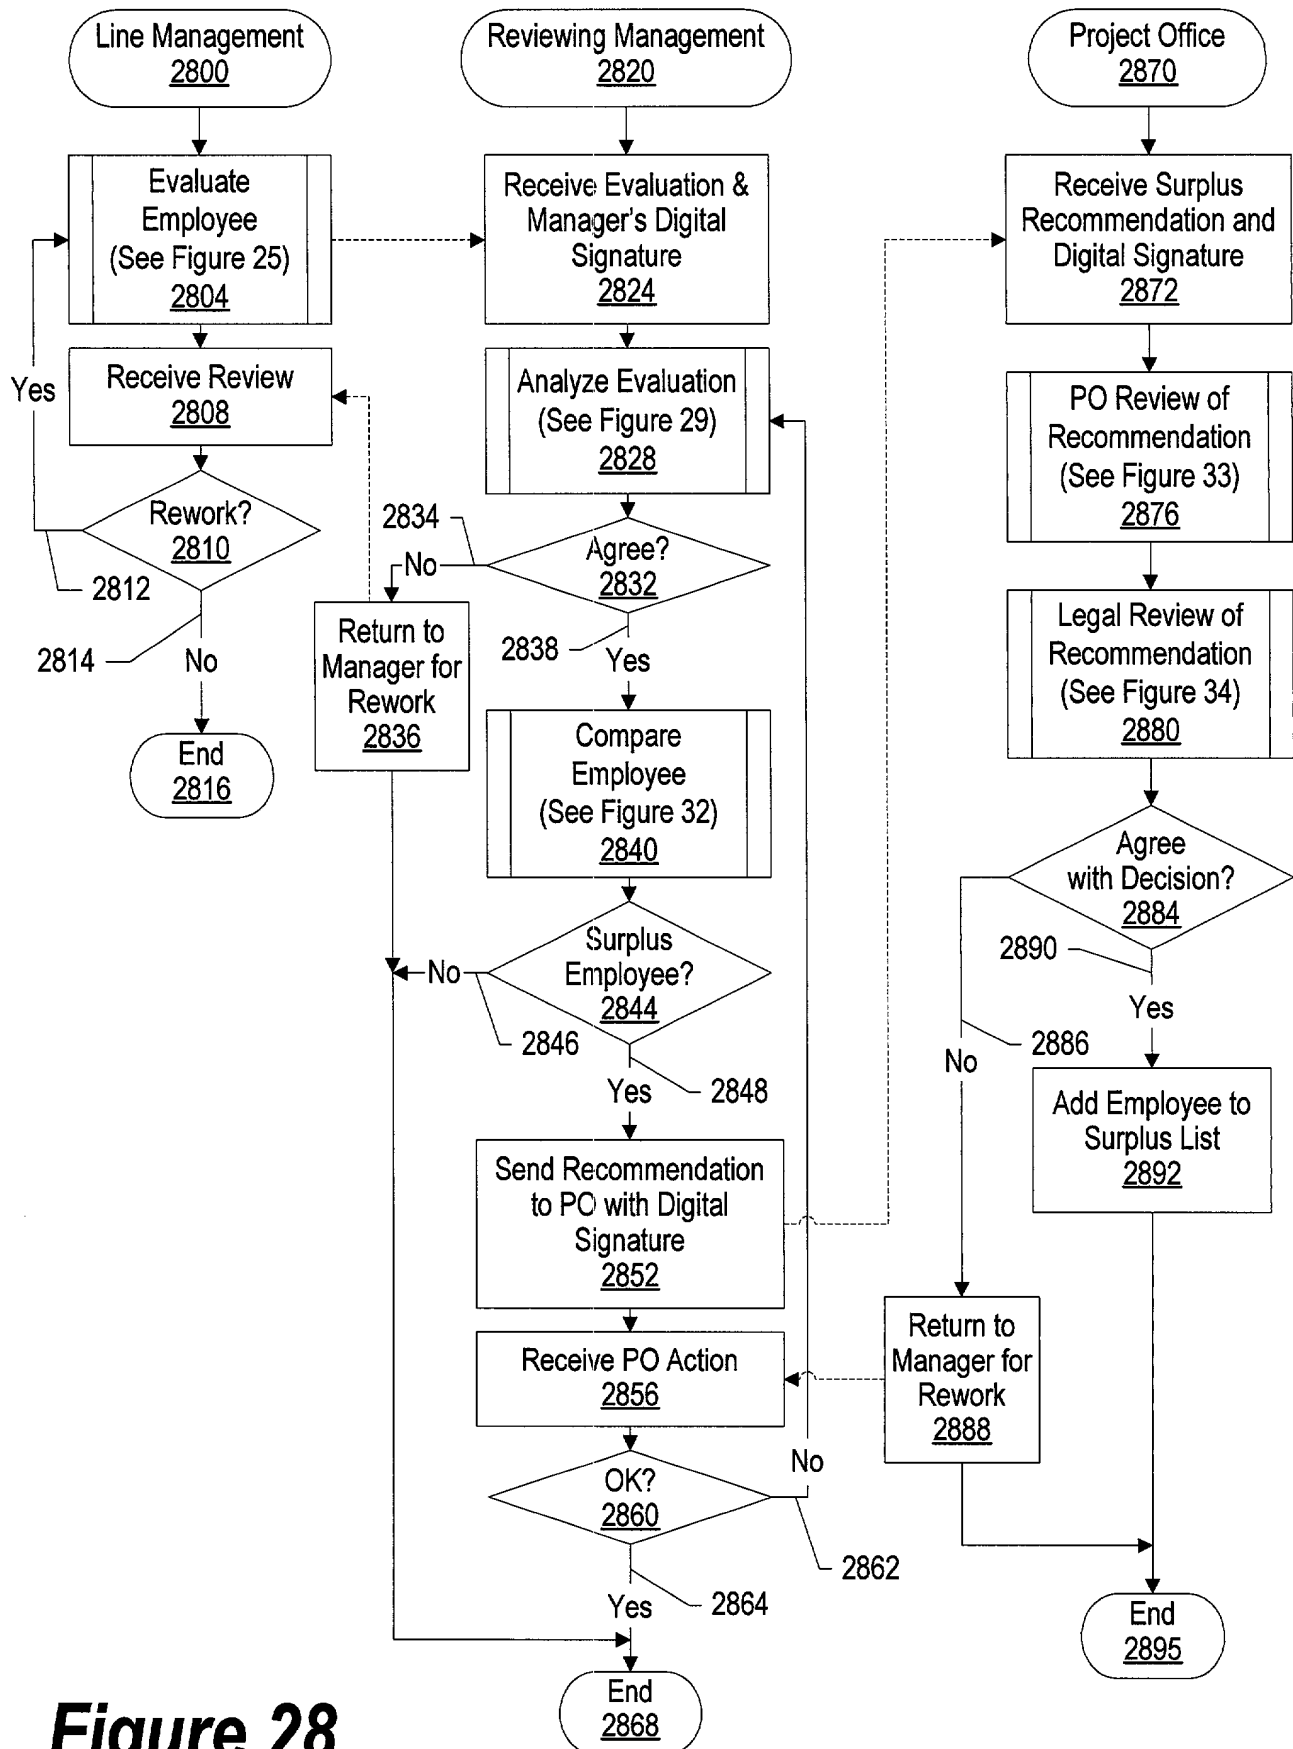 Line Management
2800
Evaluate
Employee
(See Figure 25)
2804
Receive Review
2808
Yes
Rework?
2810
2812
2814
No
End
2816
Reviewing Management
2820
Receive Evaluation &
Manager's Digital
Signature
2824
Analyze Evaluation
(See Figure 29)
2828
2834
No
Agree?
2832
2838
Yes
Return to
Manager for
Rework
2836
Compare
Employee
(See Figure 32)
2840
No
Surplus
Employee?
2844
2846
2848
Yes
Send Recommendation
to PO with Digital
Signature
2852
Receive PO Action
2856
No
OK?
2860
2862
2864
Yes
End
2868
Project Office
2870
Receive Surplus
Recommendation and
Digital Signature
2872
PO Review of
Recommendation
(See Figure 33)
2876
Legal Review of
Recommendation
(See Figure 34)
2880
Agree
with Decision?
2884
2890
Yes
2886
No
Add Employee to
Surplus List
2892
Return to
Manager for
Rework
2888
End
2895
Figure 28